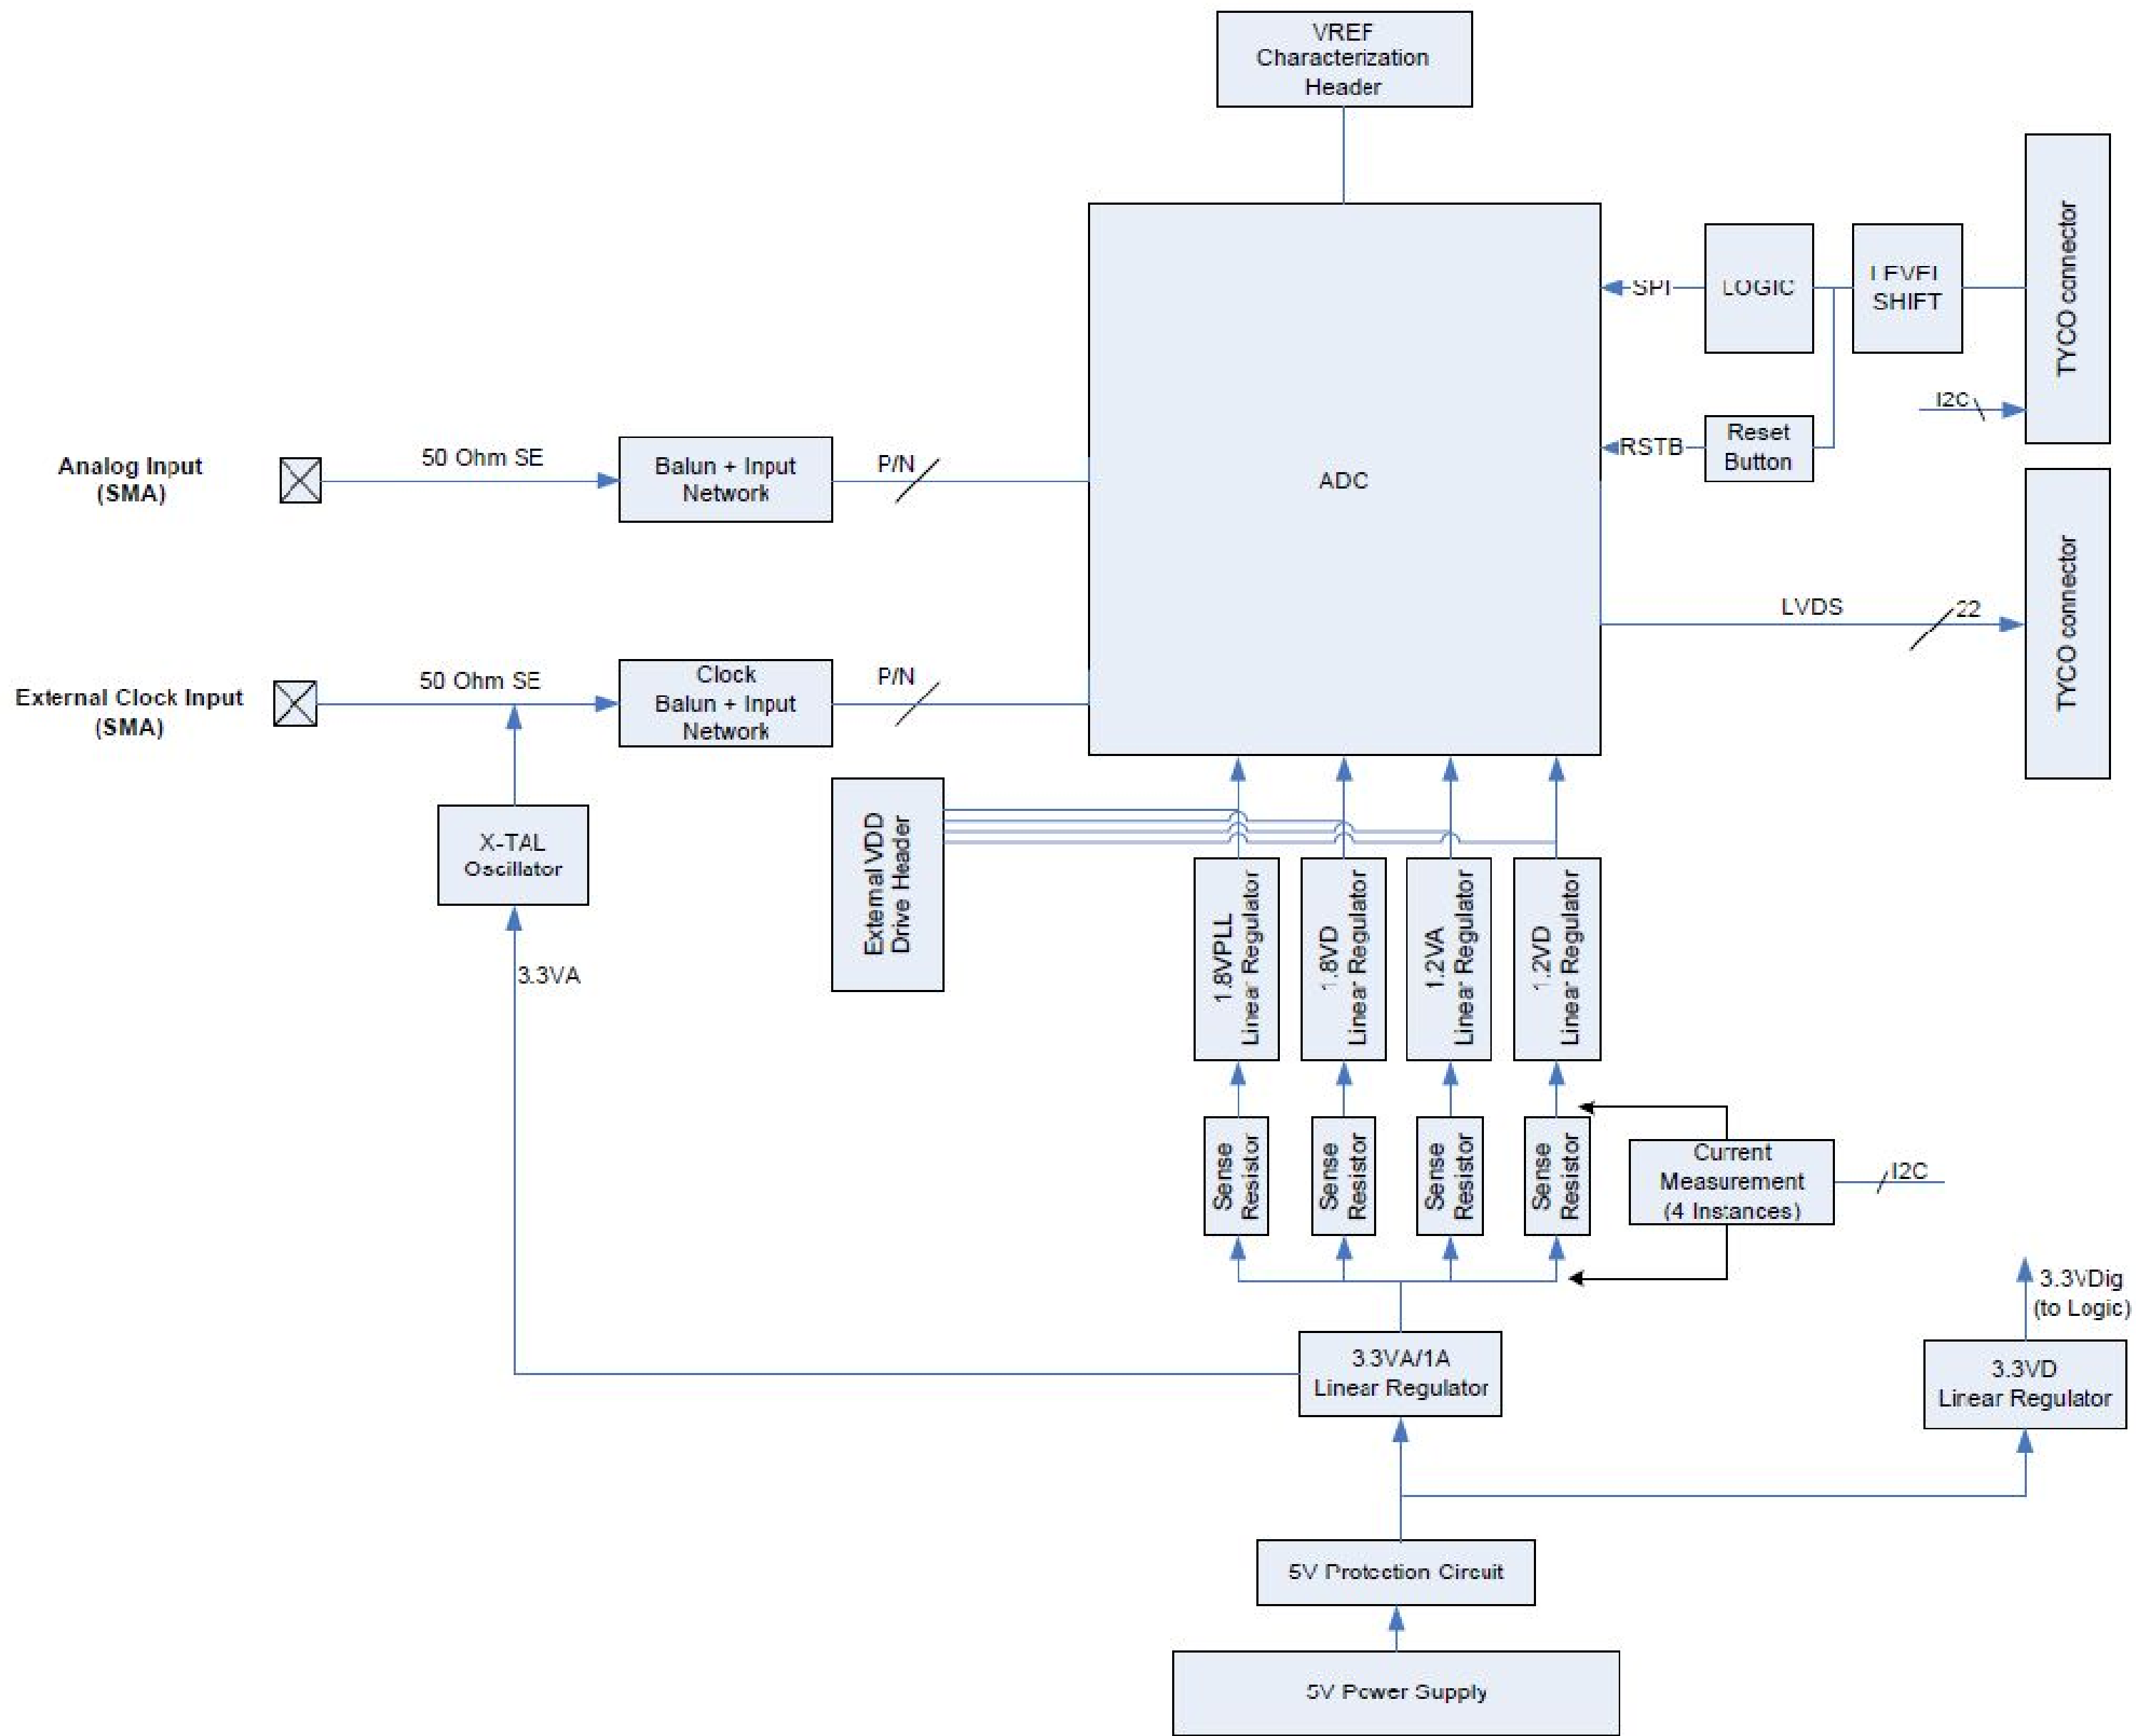 VREF
Characterization
Header
TYCO connector
LOGIC
LEVEL
SHIFT
SPI
I2C
RSTB
Reset
Button
Analog Input
(SMA)
50 Ohm SE
Balun + Input
Network
P/N
ADC
TYCO connector
LVDS
22
External Clock Input
(SMA)
50 Ohm SE
Clock
Balun + Input
Network
P/N
X-TAL
Oscillator
External VDD
Drive Header
3.3VA
1.8VPLL
Linear Regulator
1.8VD
Linear Regulator
1.2VA
Linear Regulator
1.2VD
Linear Regulator
Sense
Resistor
Sense
Resistor
Sense
Resistor
Sense
Resistor
Current
Measurement
(4 Instances)
I2C
3.3VDig
(to Logic)
3.3VA/1A
Linear Regulator
3.3VD
Linear Regulator
5V Protection Circuit
5V Power Supply